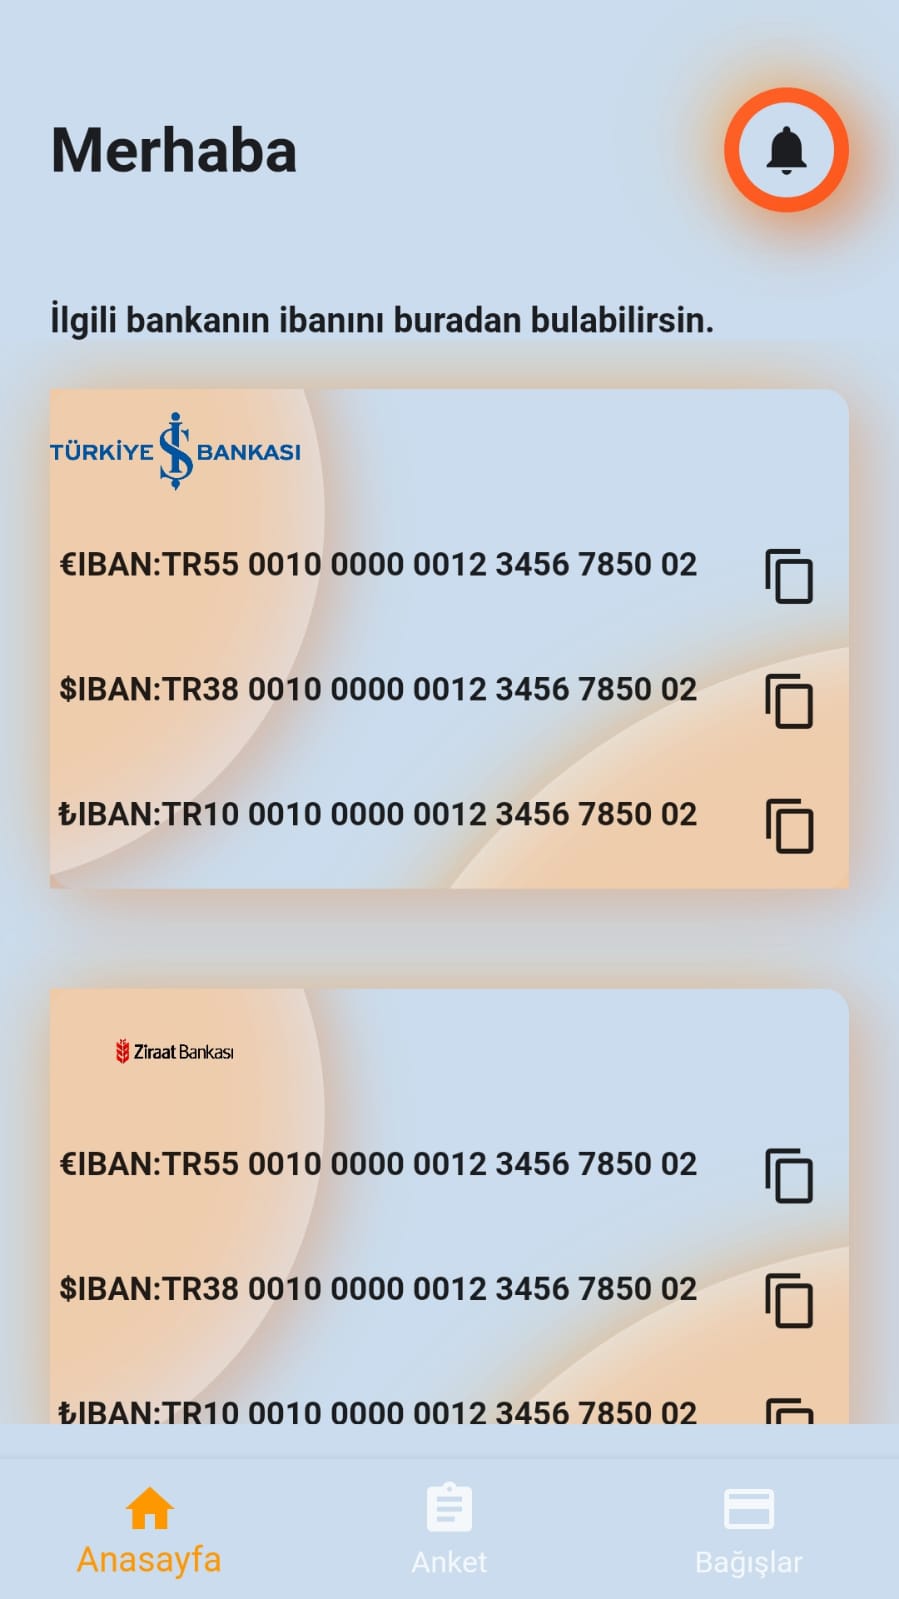 Merhaba
İlgili bankanın ibanını buradan bulabilirsin.
TÜRKİYE İŞ BANKASI
€IBAN:TR55 0010 0000 0012 3456 7850 02
$IBAN:TR38 0010 0000 0012 3456 7850 02
₺IBAN:TR10 0010 0000 0012 3456 7850 02
Ziraat Bankası
€IBAN:TR55 0010 0000 0012 3456 7850 02
$IBAN:TR38 0010 0000 0012 3456 7850 02
₺IBAN:TR10 0010 0000 0012 3456 7850 02
Anasayfa
Anket
Bağışlar